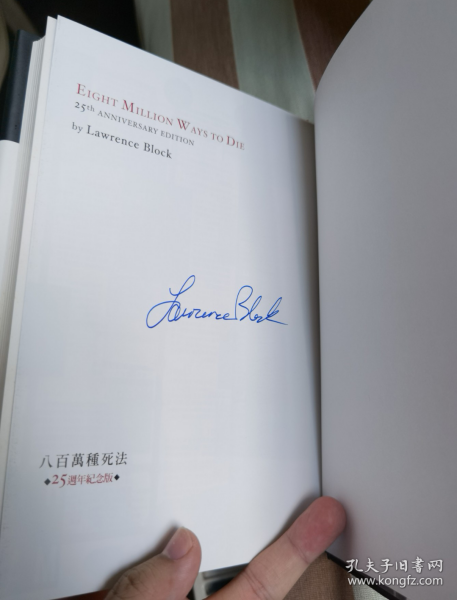 EIGHT MILLION WAYS TO DIE
25th ANNIVERSARY EDITION
by Lawrence Block
Lawrence Block
八百萬種死法
◆25週年紀念版◆
孔夫子旧书网
www.kongfz.com